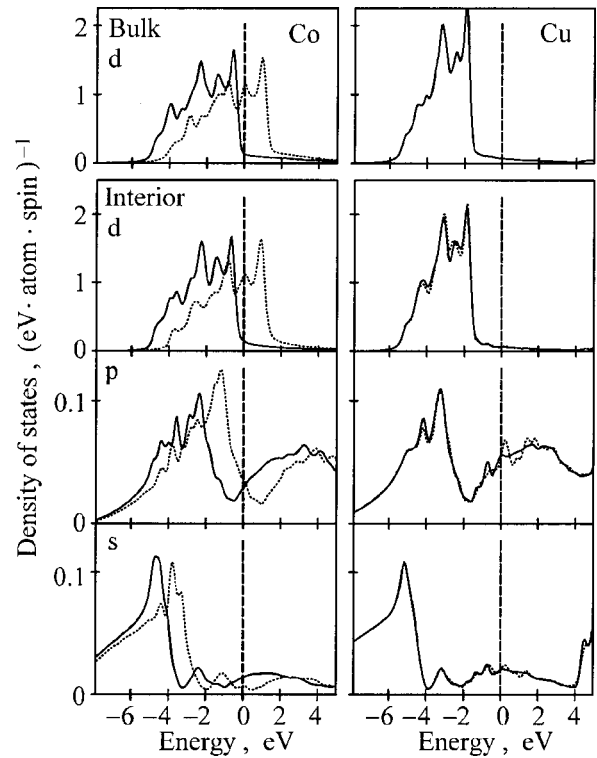 Bulk
d
Co
Cu
2
1
0
Interior
d
2
1
0
p
0.1
0
s
0.1
0
Density of states , (eV· atom · spin )⁻¹
−6 −4 −2 0 2 4
−6 −4 −2 0 2 4
Energy , eV
Energy , eV